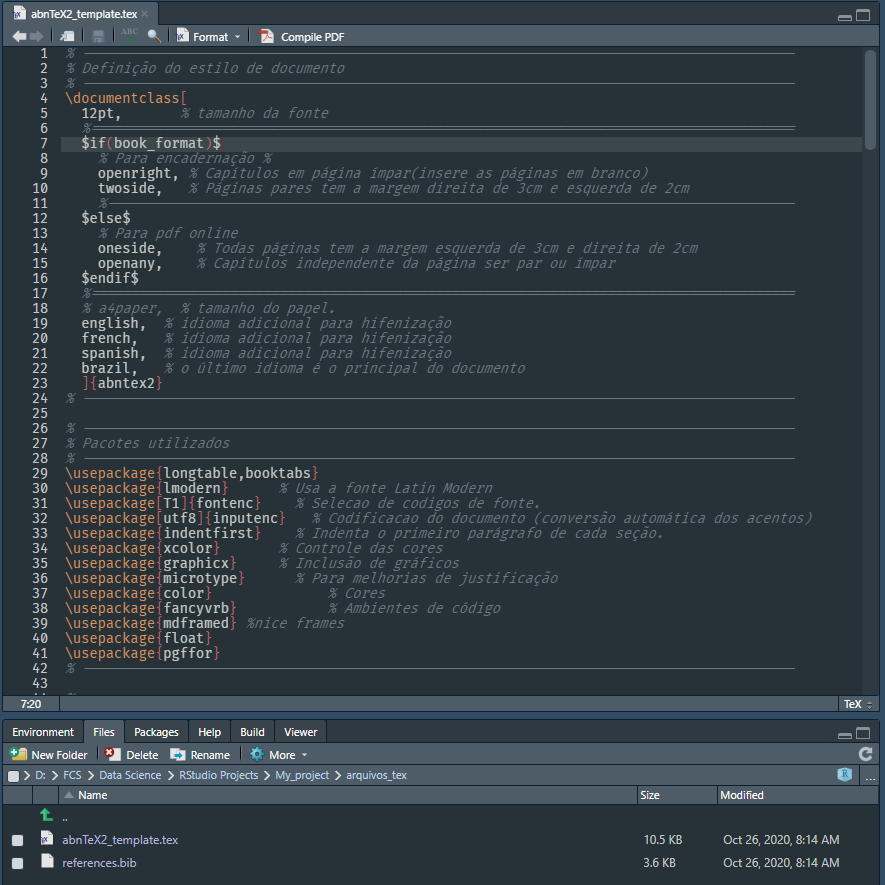 abnTeX2_template.tex
ABC
Format
Compile PDF
1 % ——————————————————————————————
2 % Definição do estilo de documento
3 % ——————————————————————————————
4 \documentclass[
5 12pt, % tamanho da fonte
6 %==============================
7 $if(book_format)$
8 % Para encadernação %
9 openright, % Capítulos em página ímpar(insere as páginas em branco)
10 twoside, % Páginas pares tem a margem direita de 3cm e esquerda de 2cm
11 %——————————————————————————————
12 $else$
13 % Para pdf online
14 oneside, % Todas páginas tem a margem esquerda de 3cm e direita de 2cm
15 openany, % Capítulos independente da página ser par ou ímpar
16 $endif$
17 %==============================
18 % a4paper, % tamanho do papel.
19 english, % idioma adicional para hifenização
20 french, % idioma adicional para hifenização
21 spanish, % idioma adicional para hifenização
22 brazil, % o último idioma é o principal do documento
23 ]{abntex2}
24 % ——————————————————————————————
25
26 % ——————————————————————————————
27 % Pacotes utilizados
28 % ——————————————————————————————
29 \usepackage{longtable,booktabs}
30 \usepackage{lmodern} % Usa a fonte Latin Modern
31 \usepackage[T1]{fontenc} % Selecao de codigos de fonte.
32 \usepackage[utf8]{inputenc} % Codificacao do documento (conversão automática dos acentos)
33 \usepackage{indentfirst} % Indenta o primeiro parágrafo de cada seção.
34 \usepackage{xcolor} % Controle das cores
35 \usepackage{graphicx} % Inclusão de gráficos
36 \usepackage{microtype} % Para melhorias de justificação
37 \usepackage{color} % Cores
38 \usepackage{fancyvrb} % Ambientes de código
39 \usepackage{mdframed} %nice frames
40 \usepackage{float}
41 \usepackage{pgffor}
42 % ——————————————————————————————
43
7:20 TeX
Environment Files Packages Help Build Viewer
New Folder Delete Rename More
D: > FCS > Data Science > RStudio Projects > My_project > arquivos_tex R ...
Name Size Modified
..
abnTeX2_template.tex 10.5 KB Oct 26, 2020, 8:14 AM
references.bib 3.6 KB Oct 26, 2020, 8:14 AM